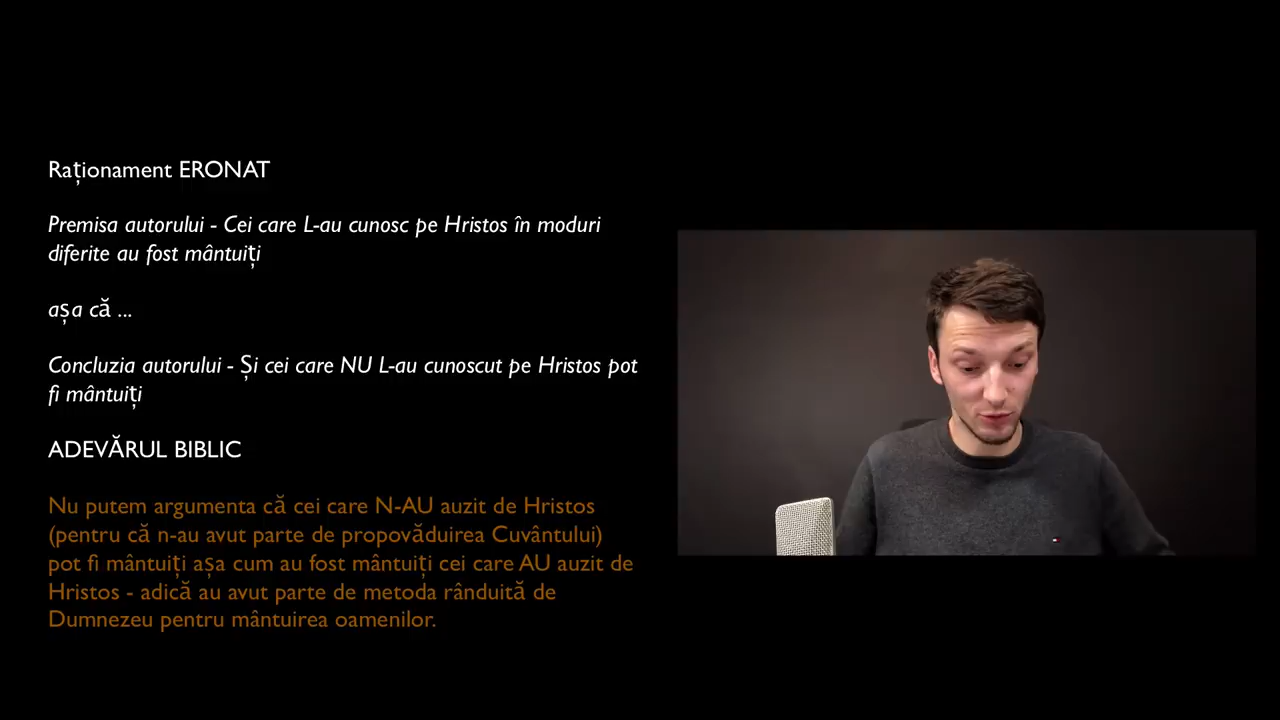 Raționament ERONAT
Premisa autorului - Cei care L-au cunosc pe Hristos în moduri
diferite au fost mântuiți
așa că ...
Concluzia autorului - Și cei care NU L-au cunoscut pe Hristos pot
fi mântuiți
ADEVĂRUL BIBLIC
Nu putem argumenta că cei care N-AU auzit de Hristos
(pentru că n-au avut parte de propovăduirea Cuvântului)
pot fi mântuiți așa cum au fost mântuiți cei care AU auzit de
Hristos - adică au avut parte de metoda rânduită de
Dumnezeu pentru mântuirea oamenilor.